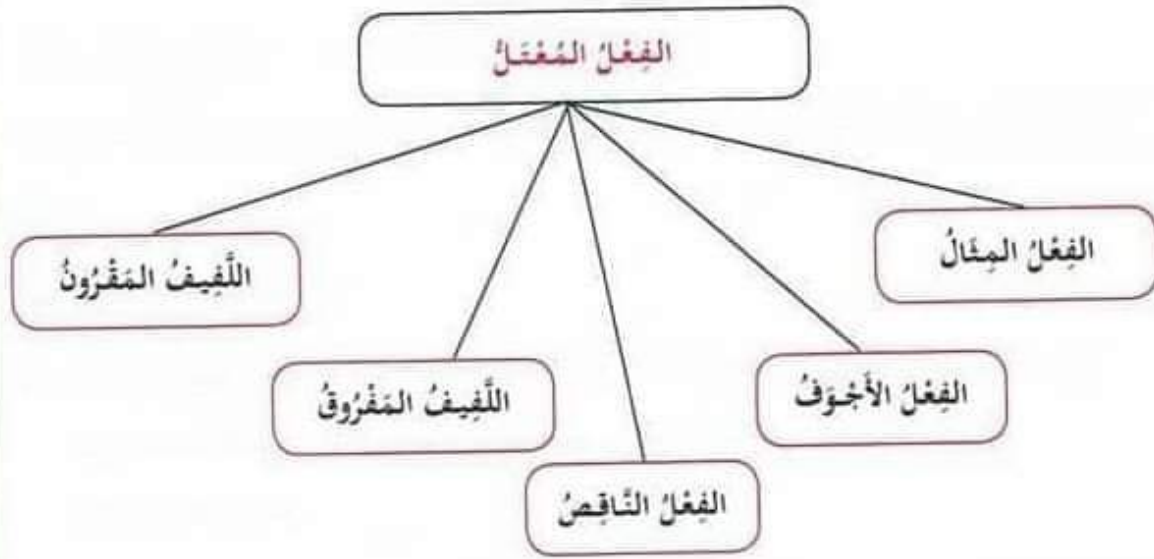 الفِعْلُ المُعْتَلُّ
الفِعْلُ المِثَالُ
الفِعْلُ الأَجْوَفُ
الفِعْلُ النَّاقِصُ
اللَّفِيفُ المَفْرُوقُ
اللَّفِيفُ المَقْرُونُ